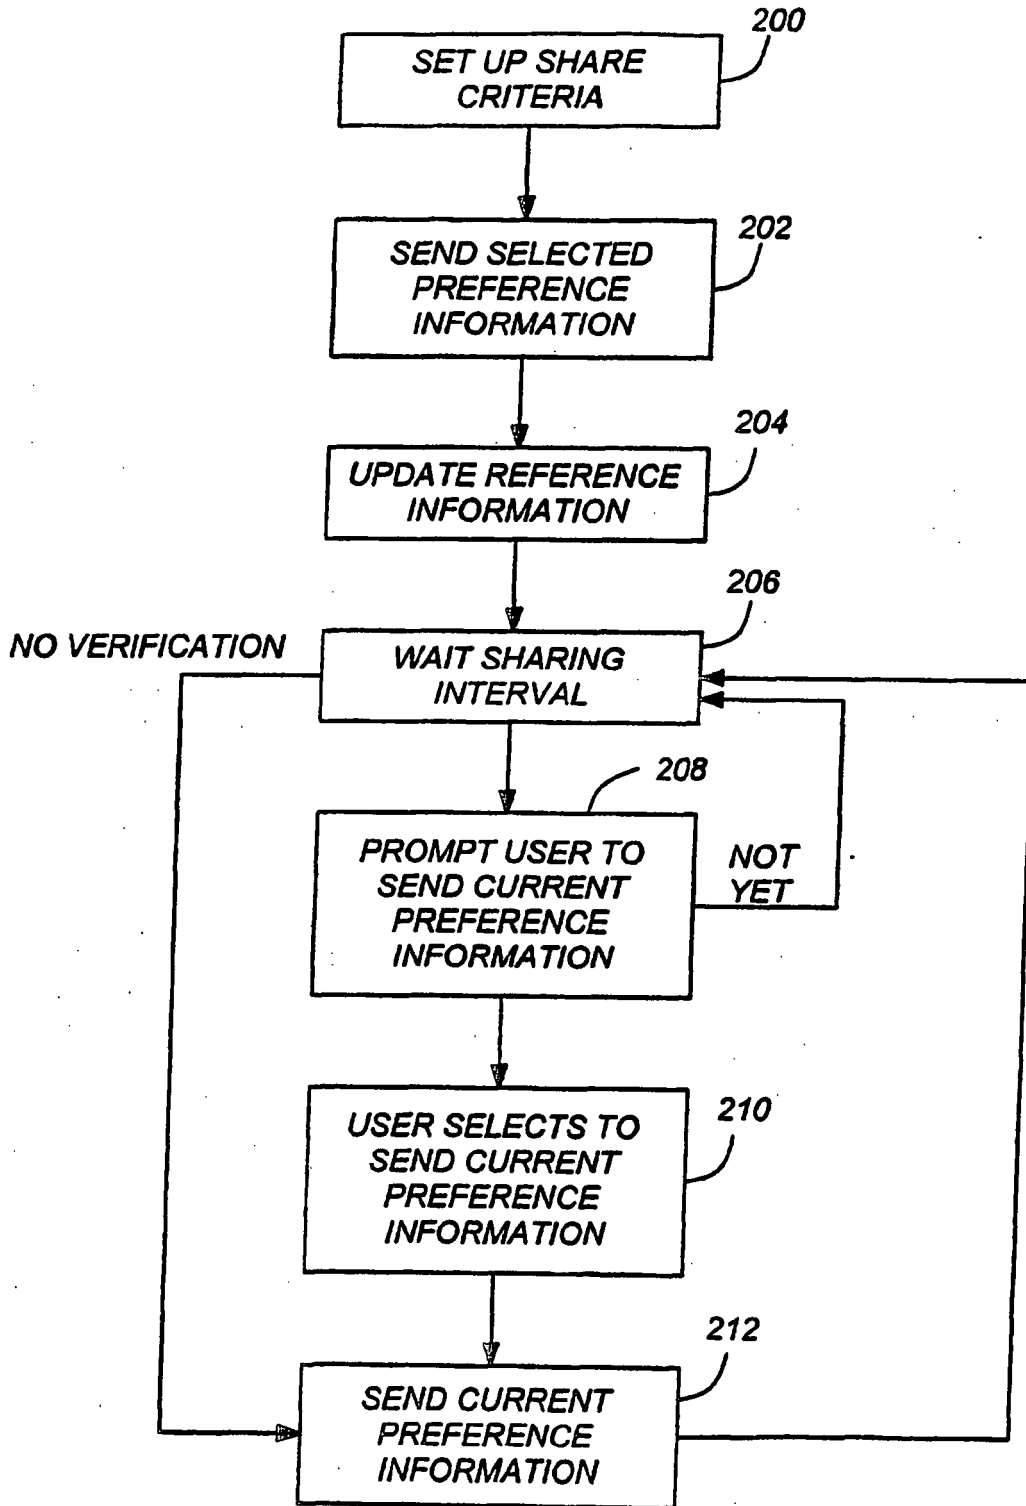 200
SET UP SHARE
CRITERIA
202
SEND SELECTED
PREFERENCE
INFORMATION
204
UPDATE REFERENCE
INFORMATION
206
NO VERIFICATION
WAIT SHARING
INTERVAL
208
PROMPT USER TO
SEND CURRENT
PREFERENCE
INFORMATION
NOT
YET
210
USER SELECTS TO
SEND CURRENT
PREFERENCE
INFORMATION
212
SEND CURRENT
PREFERENCE
INFORMATION